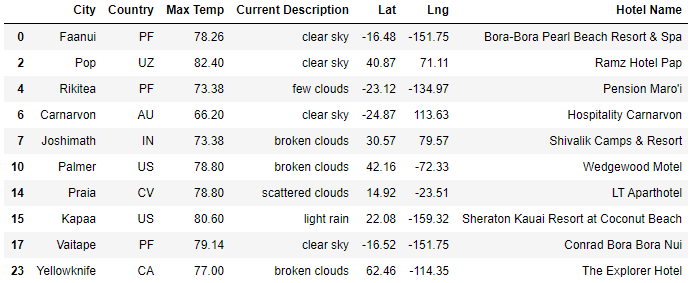 City Country Max Temp Current Description Lat Lng Hotel Name
0 Faanui PF 78.26 clear sky -16.48 -151.75 Bora-Bora Pearl Beach Resort & Spa
2 Pop UZ 82.40 clear sky 40.87 71.11 Ramz Hotel Pap
4 Rikitea PF 73.38 few clouds -23.12 -134.97 Pension Maro'i
6 Carnarvon AU 66.20 clear sky -24.87 113.63 Hospitality Carnarvon
7 Joshimath IN 73.38 broken clouds 30.57 79.57 Shivalik Camps & Resort
10 Palmer US 78.80 broken clouds 42.16 -72.33 Wedgewood Motel
14 Praia CV 78.80 scattered clouds 14.92 -23.51 LT Aparthotel
15 Kapaa US 80.60 light rain 22.08 -159.32 Sheraton Kauai Resort at Coconut Beach
17 Vaitape PF 79.14 clear sky -16.52 -151.75 Conrad Bora Bora Nui
23 Yellowknife CA 77.00 broken clouds 62.46 -114.35 The Explorer Hotel